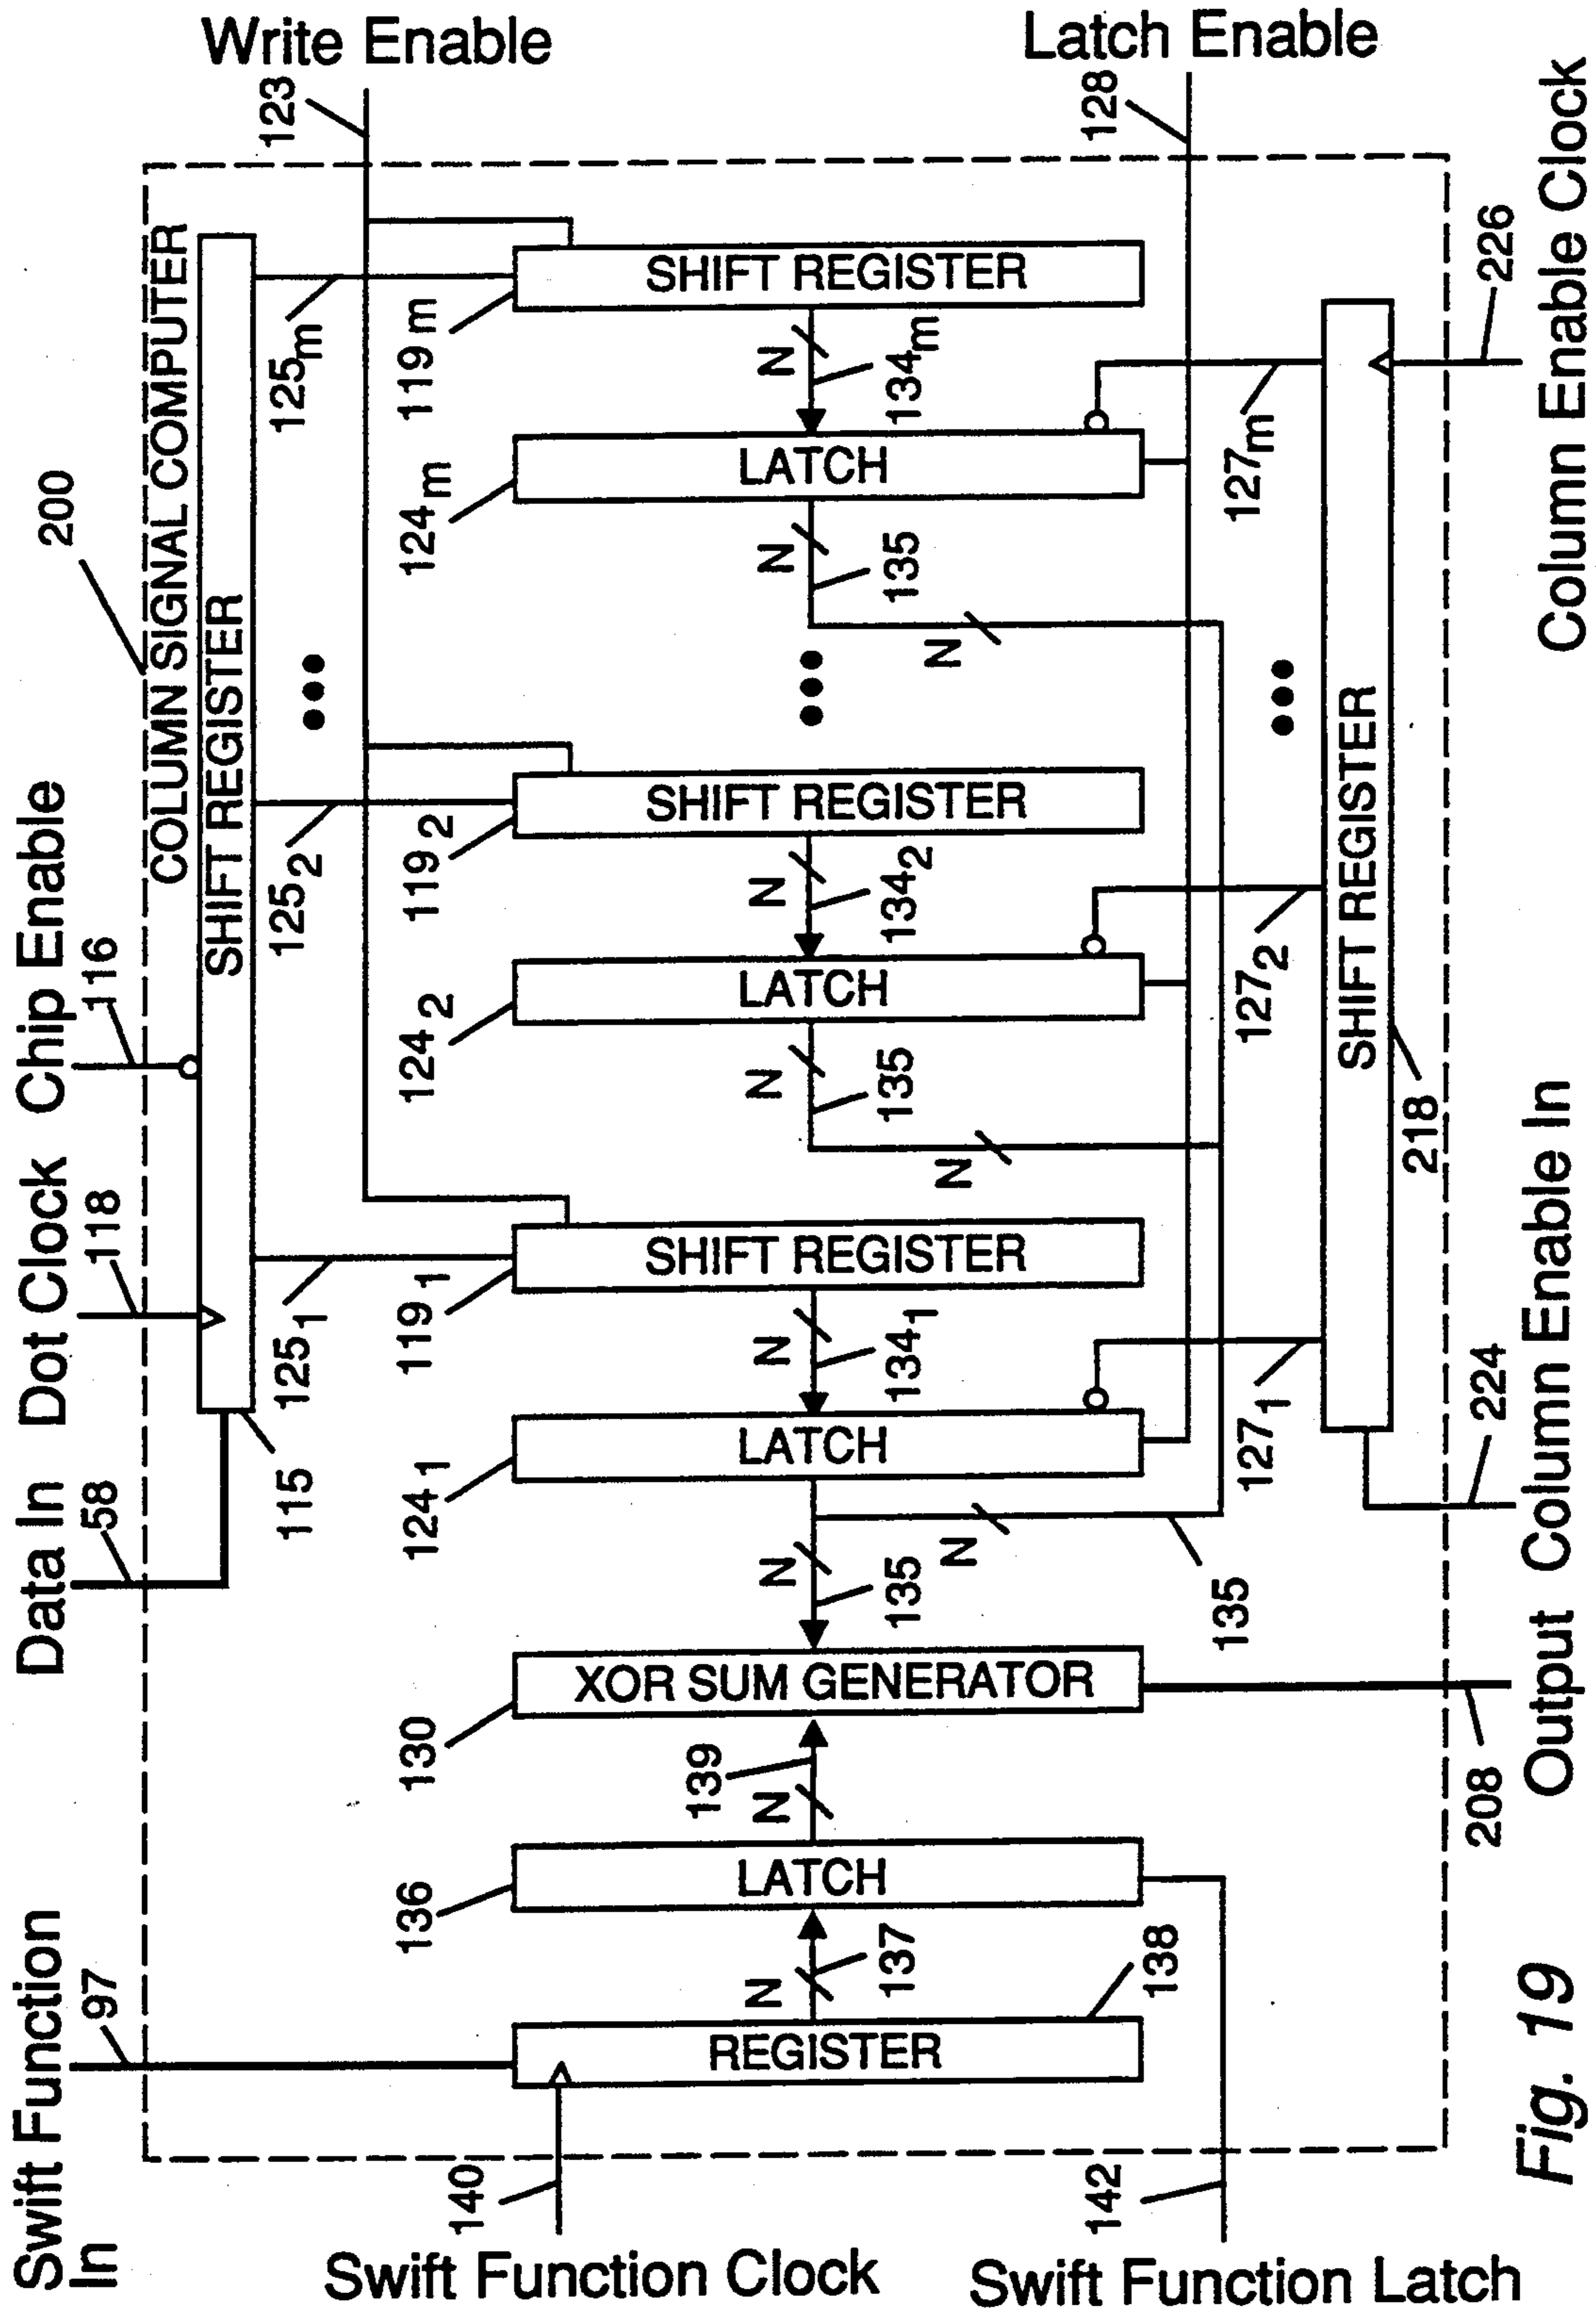 Swift Function
In
97
Data In
58
Dot Clock
118
Chip Enable
116
200
Write Enable
123
COLUMN SIGNAL COMPUTER
SHIFT REGISTER
115
125 1
125 2
125 m
119 1
SHIFT REGISTER
119 2
SHIFT REGISTER
119 m
SHIFT REGISTER
N
134 1
N
134 2
N
134 m
124 1
LATCH
124 2
LATCH
124 m
LATCH
N
135
N
135
N
135
N
N
N
135
130
XOR SUM GENERATOR
N
139
136
LATCH
N
137
138
REGISTER
140
Swift Function Clock
142
Swift Function Latch
128
Latch Enable
127 1
127 2
127 m
SHIFT REGISTER
218
208
Output
224
Column Enable In
226
Column Enable Clock
Fig. 19